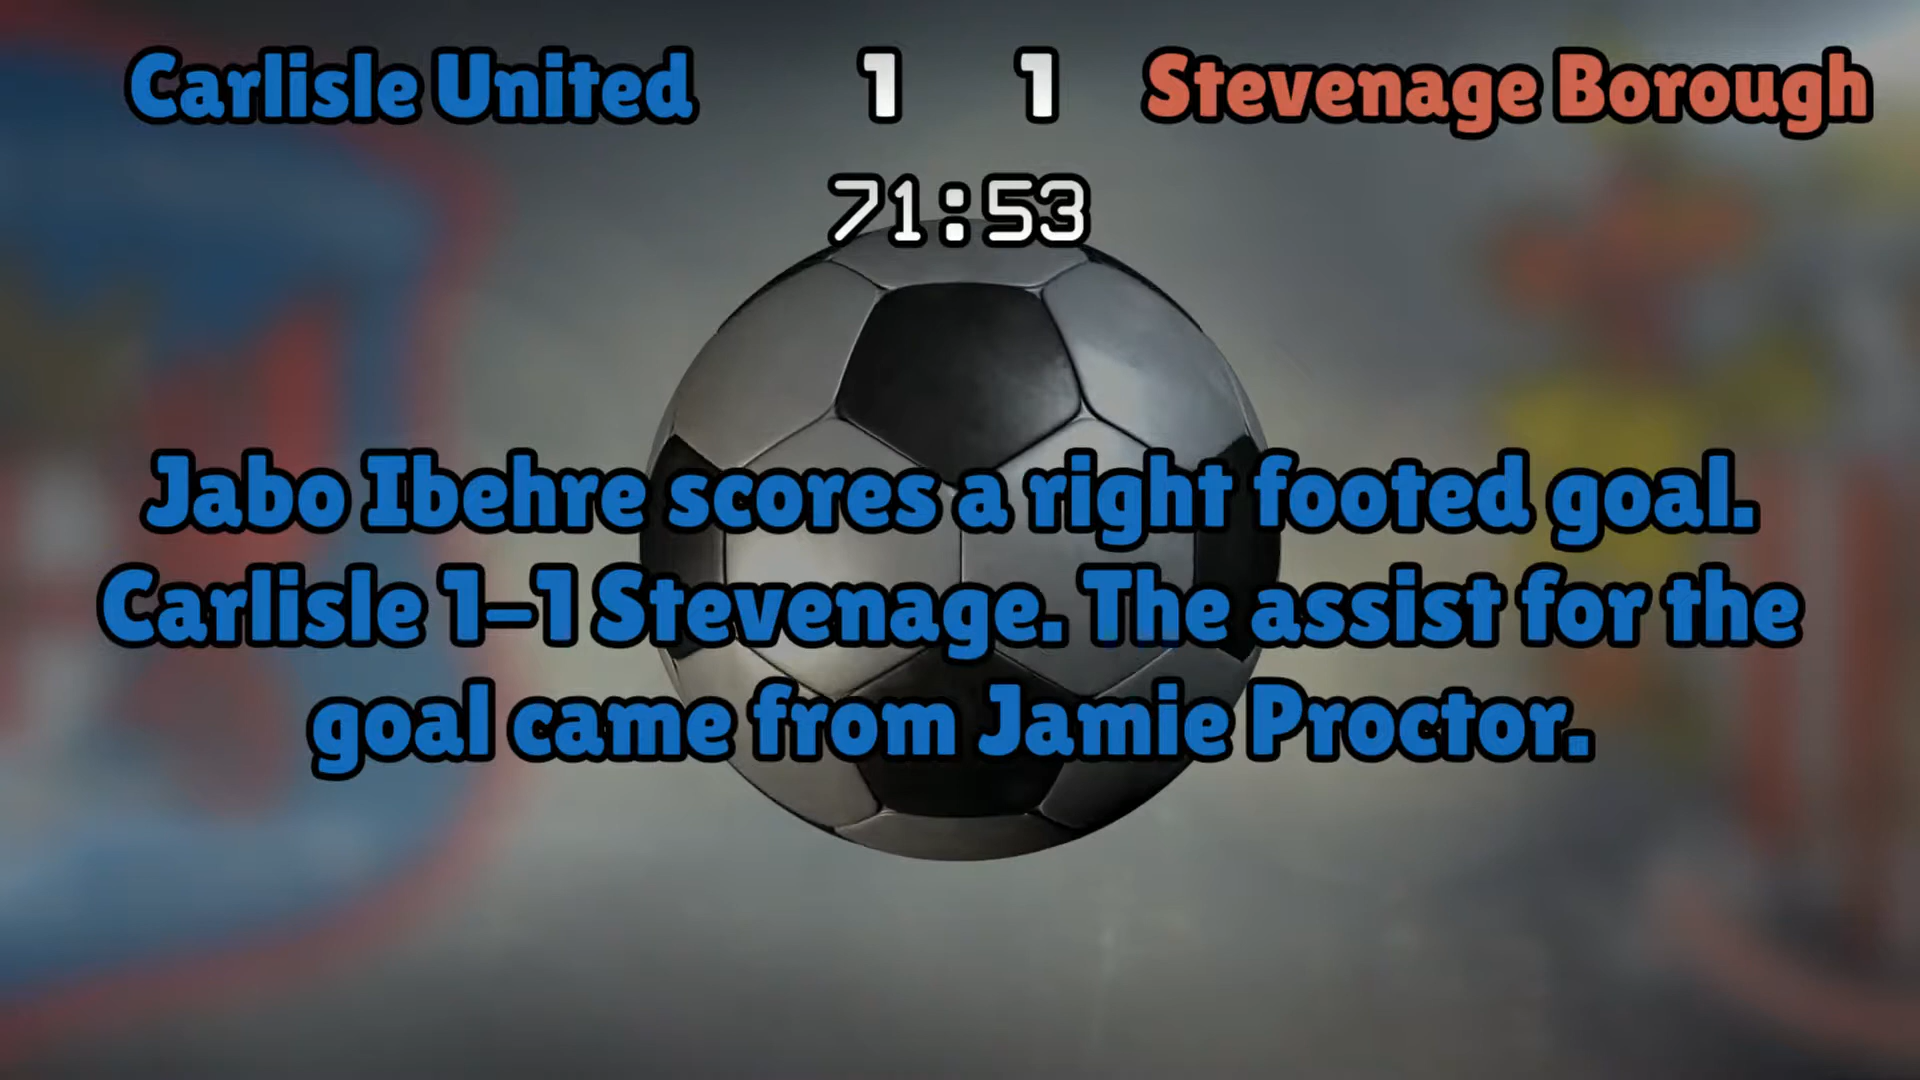 Carlisle United 1 1 Stevenage Borough
71:53
Jabo Ibehre scores a right footed goal.
Carlisle 1-1 Stevenage. The assist for the
goal came from Jamie Proctor.